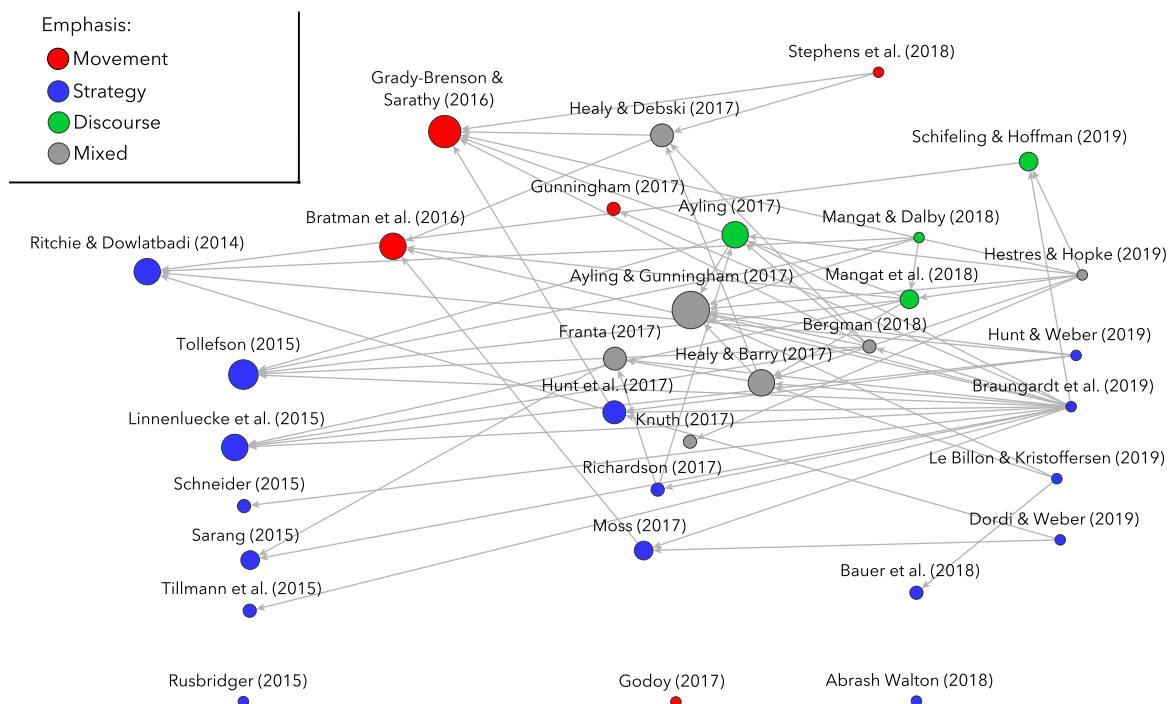 Emphasis:
Movement
Strategy
Discourse
Mixed
Stephens et al. (2018)
Grady-Brenson &
Sarathy (2016)
Healy & Debski (2017)
Schifeling & Hoffman (2019)
Gunningham (2017)
Ayling (2017)
Bratman et al. (2016)
Mangat & Dalby (2018)
Ritchie & Dowlatbadi (2014)
Hestres & Hopke (2019)
Ayling & Gunningham (2017)
Mangat et al. (2018)
Bergman (2018)
Franta (2017)
Hunt & Weber (2019)
Tollefson (2015)
Healy & Barry (2017)
Hunt et al. (2017)
Braungardt et al. (2019)
Linnenluecke et al. (2015)
Knuth (2017)
Le Billon & Kristoffersen (2019)
Richardson (2017)
Schneider (2015)
Dordi & Weber (2019)
Moss (2017)
Sarang (2015)
Bauer et al. (2018)
Tillmann et al. (2015)
Rusbridger (2015)
Godoy (2017)
Abrash Walton (2018)